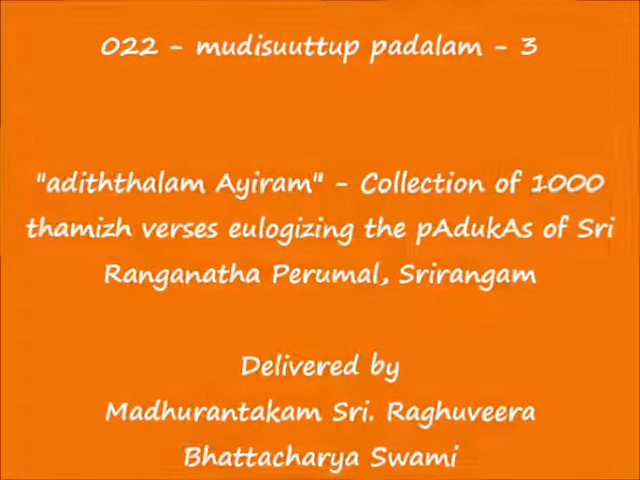 022 - mudisuuttup padalam - 3
"adiththalam Ayiram" - Collection of 1000
thamizh verses eulogizing the pAdukAs of Sri
Ranganatha Perumal, Srirangam
Delivered by
Madhurantakam Sri. Raghuveera
Bhattacharya Swami